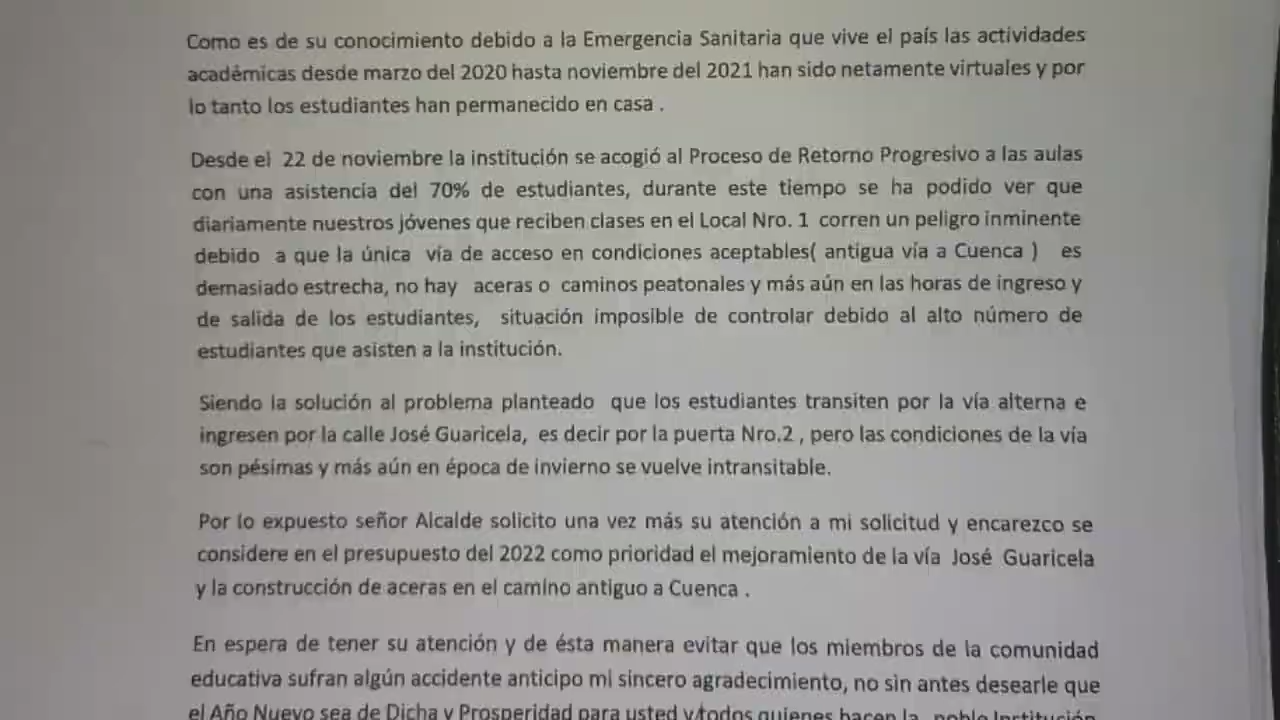 Como es de su conocimiento debido a la Emergencia Sanitaria que vive el país las actividades
académicas desde marzo del 2020 hasta noviembre del 2021 han sido netamente virtuales y por
lo tanto los estudiantes han permanecido en casa .
Desde el 22 de noviembre la institución se acogió al Proceso de Retorno Progresivo a las aulas
con una asistencia del 70% de estudiantes, durante este tiempo se ha podido ver que
diariamente nuestros jóvenes que reciben clases en el Local Nro. 1 corren un peligro inminente
debido a que la única vía de acceso en condiciones aceptables( antigua vía a Cuenca ) es
demasiado estrecha, no hay aceras o caminos peatonales y más aún en las horas de ingreso y
de salida de los estudiantes, situación imposible de controlar debido al alto número de
estudiantes que asisten a la institución.
Siendo la solución al problema planteado que los estudiantes transiten por la vía alterna e
ingresen por la calle José Guaricela, es decir por la puerta Nro.2 , pero las condiciones de la vía
son pésimas y más aún en época de invierno se vuelve intransitable.
Por lo expuesto señor Alcalde solicito una vez más su atención a mi solicitud y encarezco se
considere en el presupuesto del 2022 como prioridad el mejoramiento de la vía José Guaricela
y la construcción de aceras en el camino antiguo a Cuenca .
En espera de tener su atención y de ésta manera evitar que los miembros de la comunidad
educativa sufran algún accidente anticipo mi sincero agradecimiento, no sin antes desearle que
el Año Nuevo sea de Dicha y Prosperidad para usted y todos quienes hacen la noble Institución